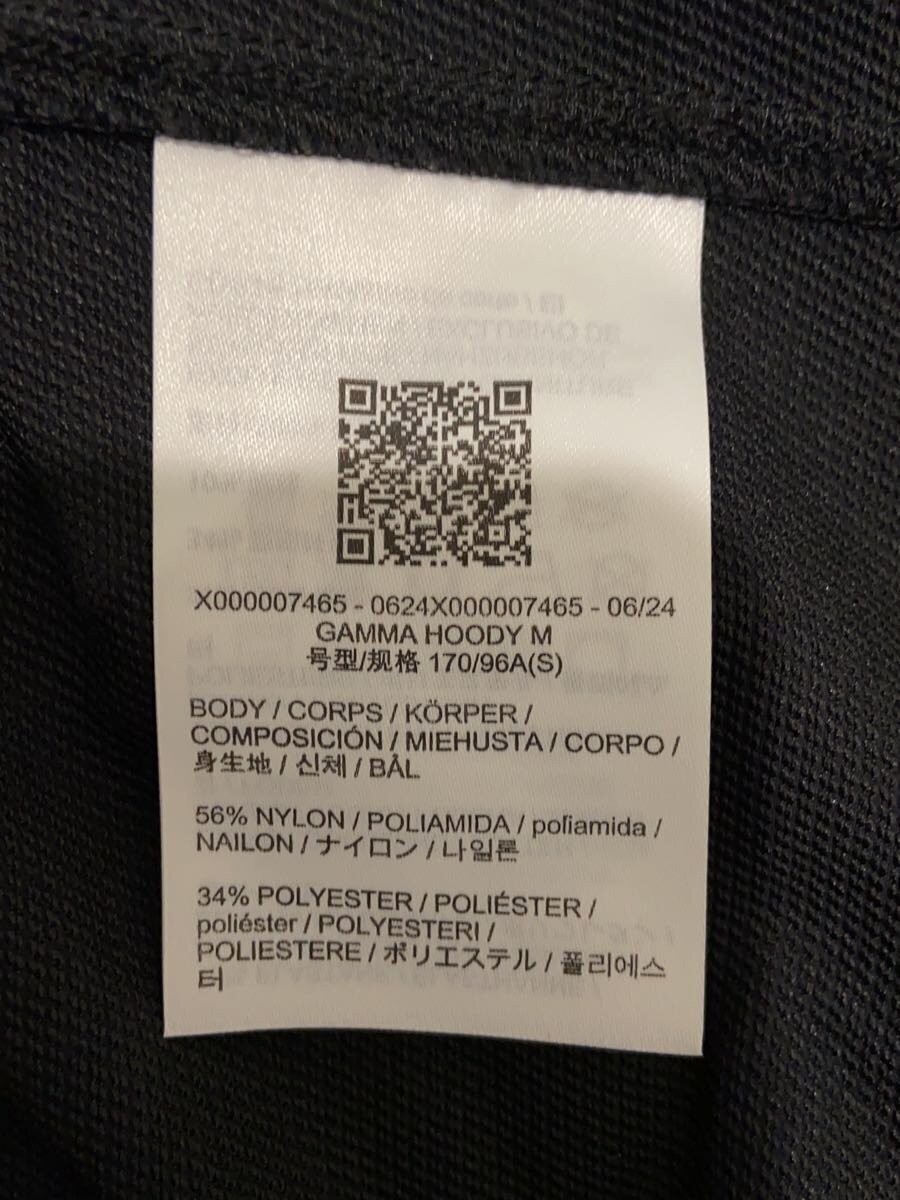 X000007465 - 0624X000007465 - 06/24
GAMMA HOODY M
号型/规格 170/96A(S)
BODY / CORPS / KÖRPER /
COMPOSICIÓN / MIEHUSTA / CORPO /
身生地 / 신체 / BÅL
56% NYLON / POLIAMIDA / poliamida /
NAILON / ナイロン / 나일론
34% POLYESTER / POLIÉSTER /
poliéster / POLYESTERI /
POLIESTERE / ポリエステル / 폴리에스
터